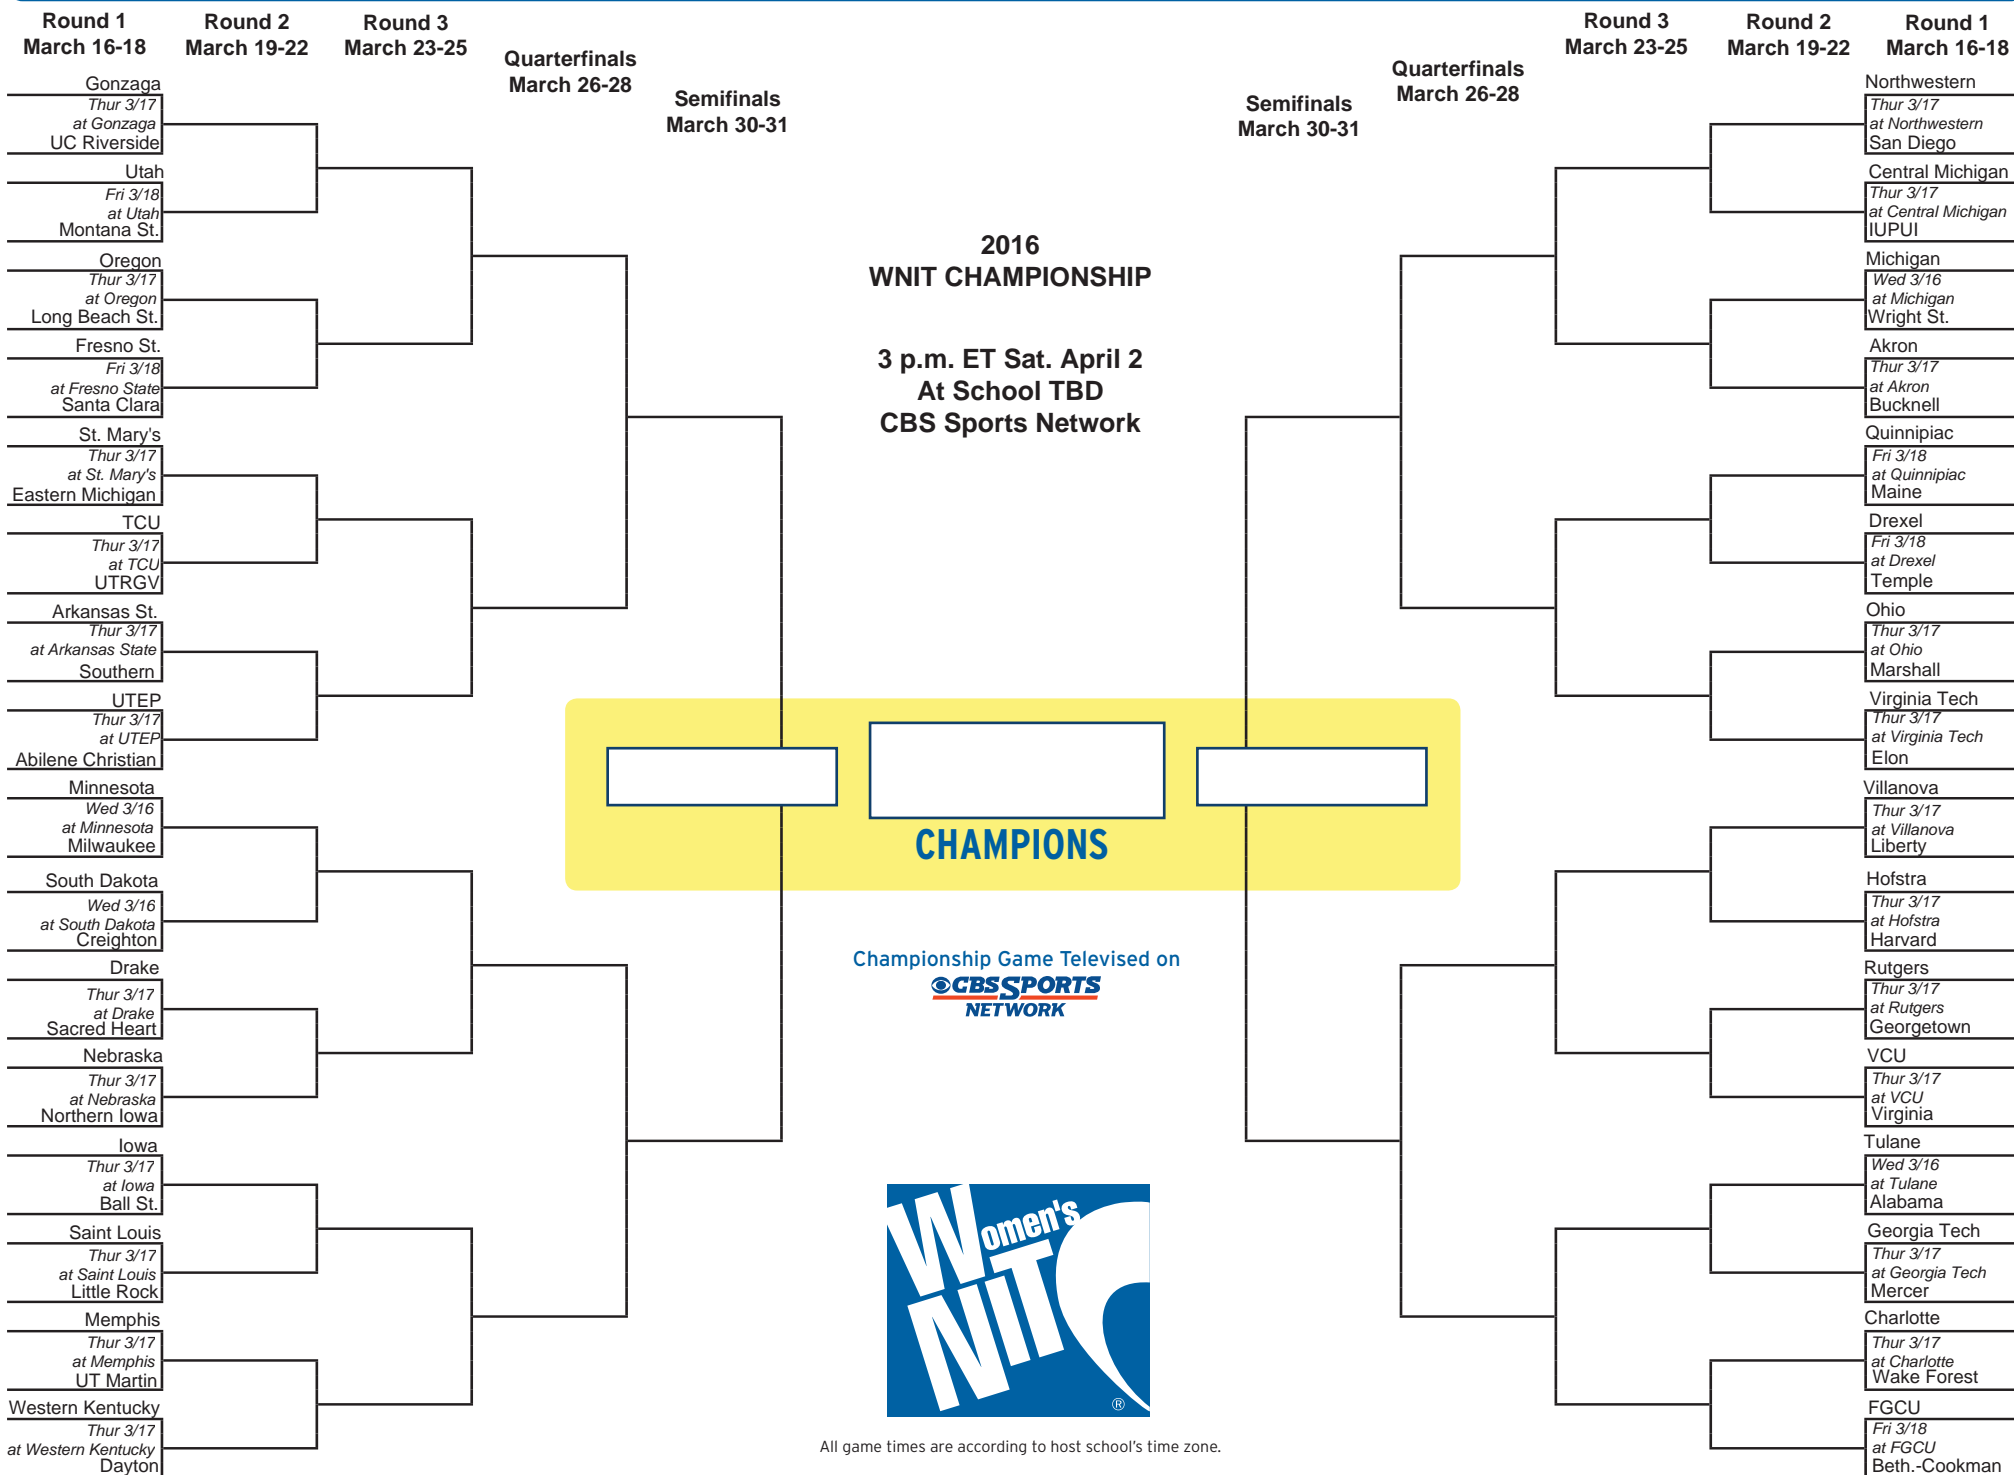 Round 1
March 16-18
Round 2
March 19-22
Round 3
March 23-25
Quarterfinals
March 26-28
Semifinals
March 30-31
Semifinals
March 30-31
Quarterfinals
March 26-28
Round 3
March 23-25
Round 2
March 19-22
Round 1
March 16-18
Gonzaga
Thur 3/17
at Gonzaga
UC Riverside
Utah
Fri 3/18
at Utah
Montana St.
Oregon
Thur 3/17
at Oregon
Long Beach St.
Fresno St.
Fri 3/18
at Fresno State
Santa Clara
St. Mary's
Thur 3/17
at St. Mary's
Eastern Michigan
TCU
Thur 3/17
at TCU
UTRGV
Arkansas St.
Thur 3/17
at Arkansas State
Southern
UTEP
Thur 3/17
at UTEP
Abilene Christian
Minnesota
Wed 3/16
at Minnesota
Milwaukee
South Dakota
Wed 3/16
at South Dakota
Creighton
Drake
Thur 3/17
at Drake
Sacred Heart
Nebraska
Thur 3/17
at Nebraska
Northern Iowa
Iowa
Thur 3/17
at Iowa
Ball St.
Saint Louis
Thur 3/17
at Saint Louis
Little Rock
Memphis
Thur 3/17
at Memphis
UT Martin
Western Kentucky
Thur 3/17
at Western Kentucky
Dayton
2016
WNIT CHAMPIONSHIP
3 p.m. ET Sat. April 2
At School TBD
CBS Sports Network
CHAMPIONS
Championship Game Televised on
CBS SPORTS
NETWORK
Women's
NIT
®
All game times are according to host school's time zone.
Northwestern
Thur 3/17
at Northwestern
San Diego
Central Michigan
Thur 3/17
at Central Michigan
IUPUI
Michigan
Wed 3/16
at Michigan
Wright St.
Akron
Thur 3/17
at Akron
Bucknell
Quinnipiac
Fri 3/18
at Quinnipiac
Maine
Drexel
Fri 3/18
at Drexel
Temple
Ohio
Thur 3/17
at Ohio
Marshall
Virginia Tech
Thur 3/17
at Virginia Tech
Elon
Villanova
Thur 3/17
at Villanova
Liberty
Hofstra
Thur 3/17
at Hofstra
Harvard
Rutgers
Thur 3/17
at Rutgers
Georgetown
VCU
Thur 3/17
at VCU
Virginia
Tulane
Wed 3/16
at Tulane
Alabama
Georgia Tech
Thur 3/17
at Georgia Tech
Mercer
Charlotte
Thur 3/17
at Charlotte
Wake Forest
FGCU
Fri 3/18
at FGCU
Beth.-Cookman